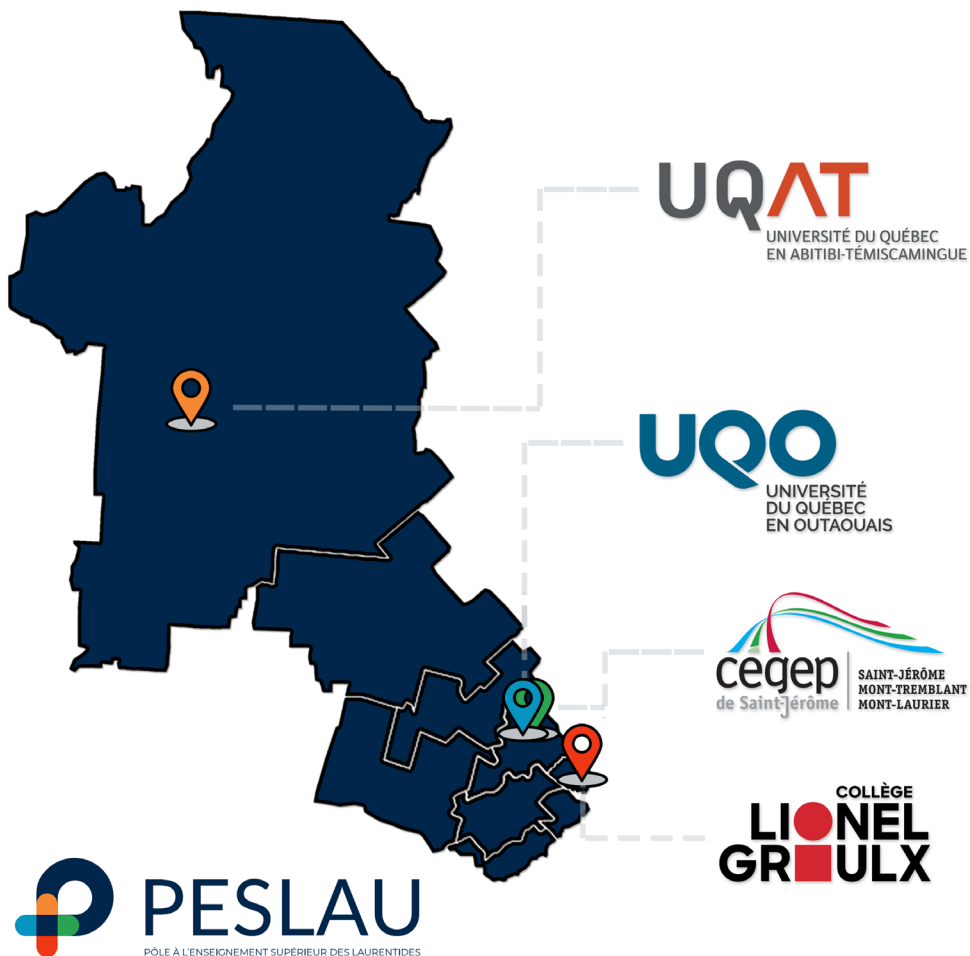 UQAT
UNIVERSITÉ DU QUÉBEC
EN ABITIBI-TÉMISCAMINGUE
UQO
UNIVERSITÉ
DU QUÉBEC
EN OUTAOUAIS
cégep
de Saint-Jérôme
SAINT-JÉRÔME
MONT-TREMBLANT
MONT-LAURIER
COLLÈGE
LIONEL
GROULX
PESLAU
PÔLE À L'ENSEIGNEMENT SUPÉRIEUR DES LAURENTIDES